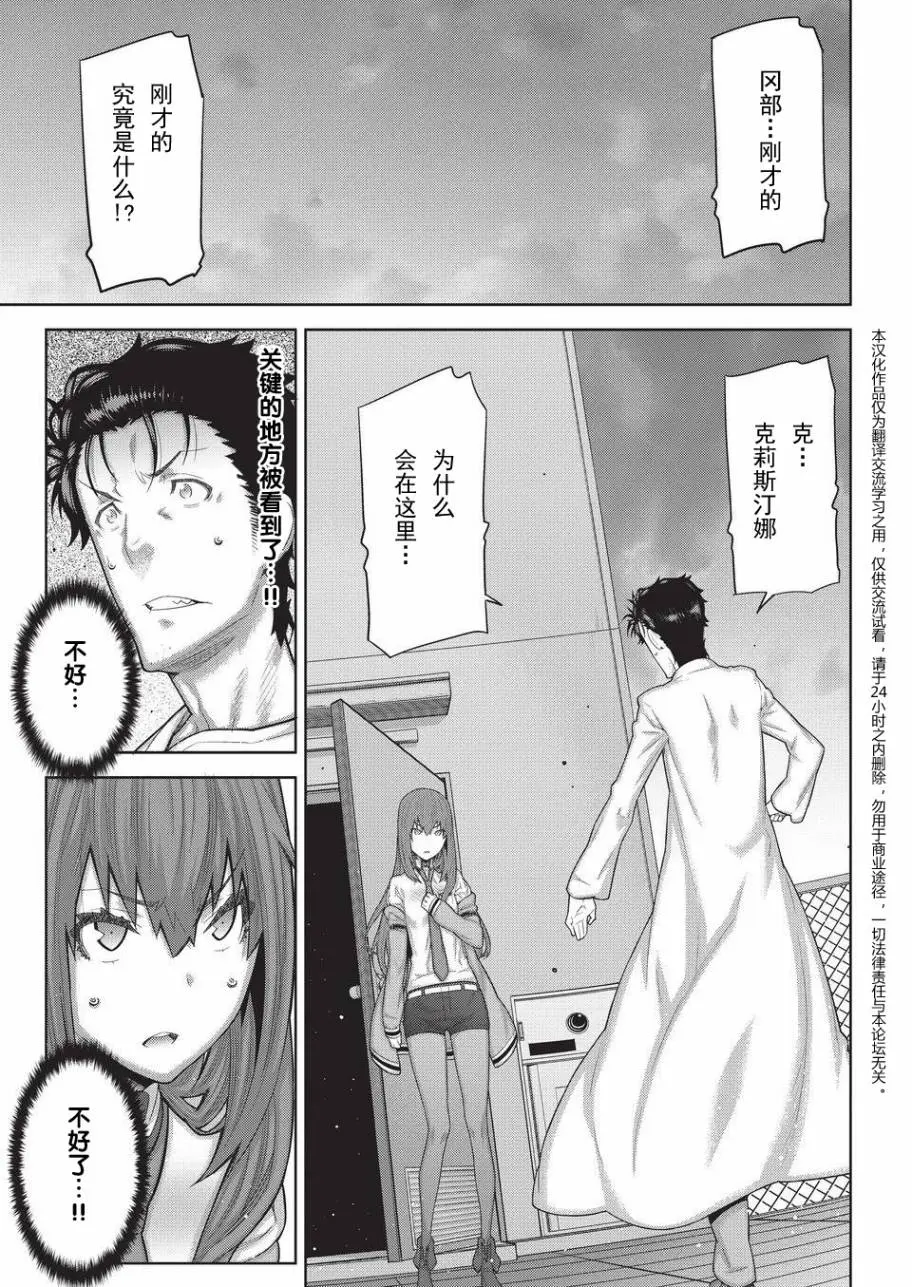 冈部…刚才的
刚才的
究竟是什么!?
克…
克莉斯汀娜
为什么
会在这里…
关键的地方被看到了…!!
不好…
不好了…!!
本汉化作品仅为翻译交流学习之用，仅供交流试看，请于24小时之内删除，勿用于商业途径，一切法律责任与本论坛无关。